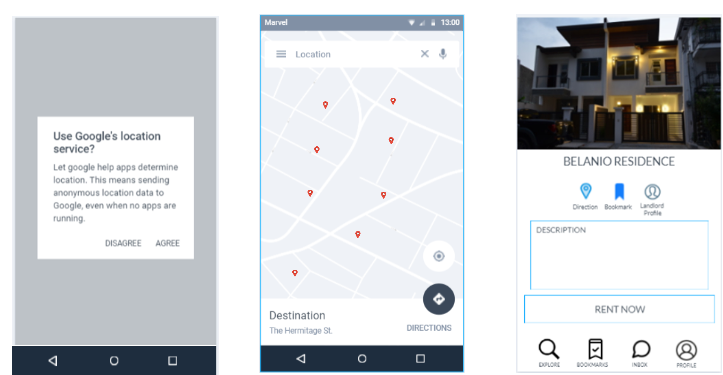 Use Google's location
service?
Let google help apps determine
location. This means sending
anonymous location data to
Google, even when no apps are
running.
DISAGREE AGREE
Marvel 13:00
Location
Destination
The Hermitage St.
DIRECTIONS
BELANIO RESIDENCE
Direction Bookmark Landlord
Profile
DESCRIPTION
RENT NOW
EXPLORE BOOKMARKS INBOX PROFILE